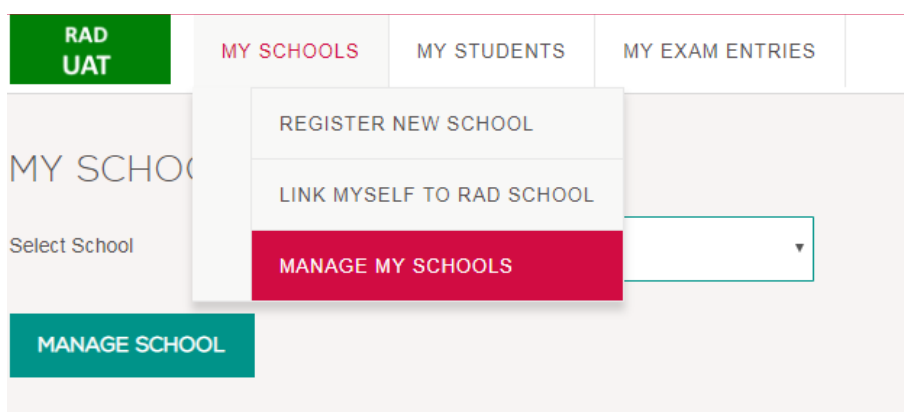 RAD
UAT
MY SCHOOLS
MY STUDENTS
MY EXAM ENTRIES
REGISTER NEW SCHOOL
MY
LINK MYSELF TO RAD SCHOOL
Select School
MANAGE MY SCHOOLS
MANAGE SCHOOL